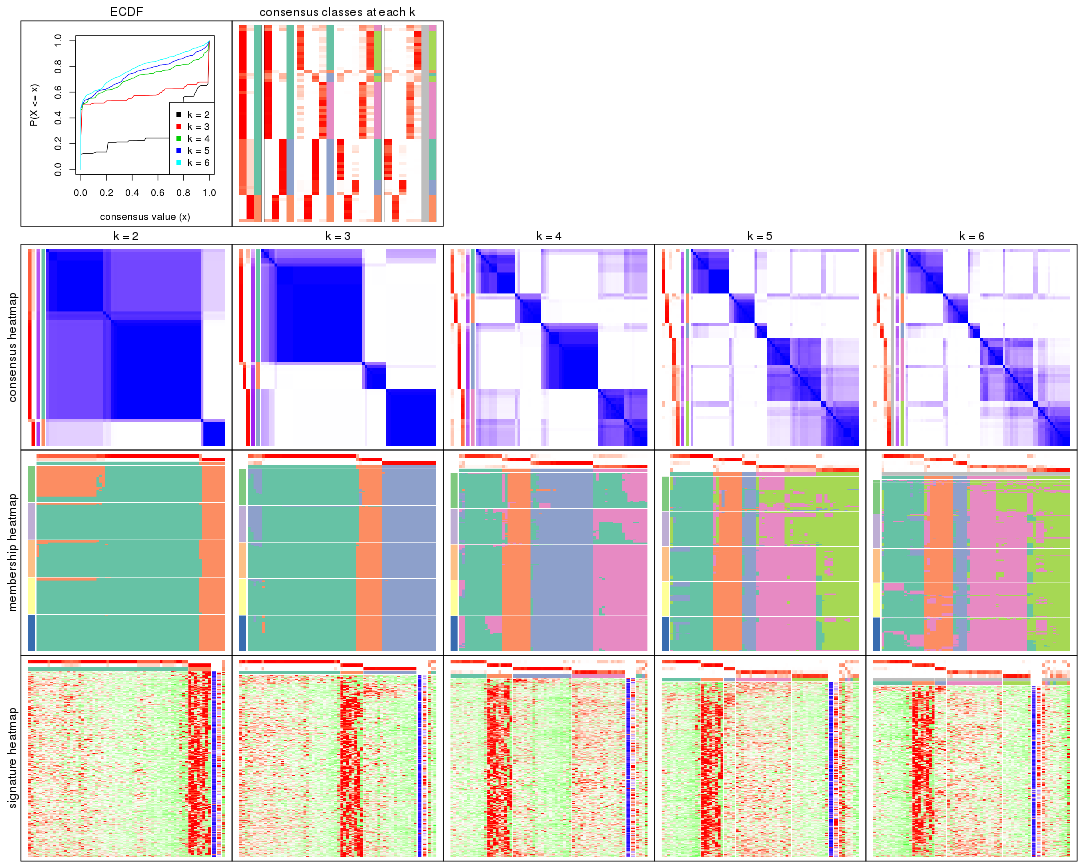 ECDF
consensus classes at each k
P(X <= x)
0.0 0.2 0.4 0.6 0.8 1.0
k = 2
k = 3
k = 4
k = 5
k = 6
0.0 0.2 0.4 0.6 0.8 1.0
consensus value (x)
k = 2
k = 3
k = 4
k = 5
k = 6
consensus heatmap
membership heatmap
signature heatmap